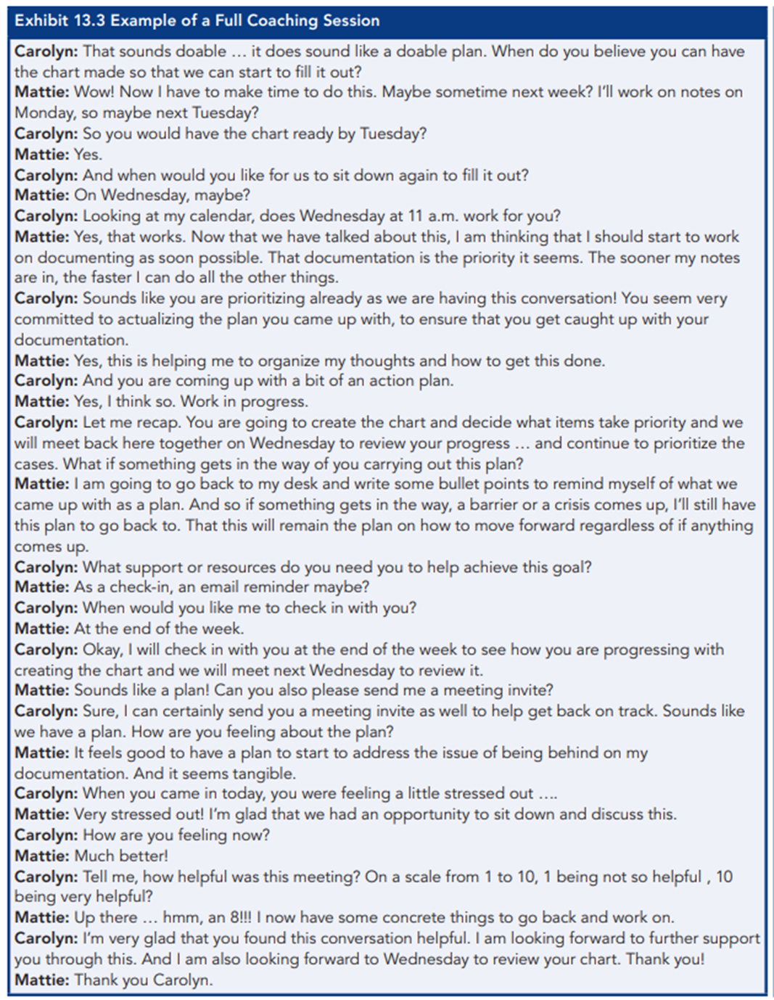 Exhibit 13.3 Example of a Full Coaching Session
Carolyn: That sounds doable … it does sound like a doable plan. When do you believe you can have
the chart made so that we can start to fill it out?
Mattie: Wow! Now I have to make time to do this. Maybe sometime next week? I’ll work on notes on
Monday, so maybe next Tuesday?
Carolyn: So you would have the chart ready by Tuesday?
Mattie: Yes.
Carolyn: And when would you like for us to sit down again to fill it out?
Mattie: On Wednesday, maybe?
Carolyn: Looking at my calendar, does Wednesday at 11 a.m. work for you?
Mattie: Yes, that works. Now that we have talked about this, I am thinking that I should start to work
on documenting as soon possible. That documentation is the priority it seems. The sooner my notes
are in, the faster I can do all the other things.
Carolyn: Sounds like you are prioritizing already as we are having this conversation! You seem very
committed to actualizing the plan you came up with, to ensure that you get caught up with your
documentation.
Mattie: Yes, this is helping me to organize my thoughts and how to get this done.
Carolyn: And you are coming up with a bit of an action plan.
Mattie: Yes, I think so. Work in progress.
Carolyn: Let me recap. You are going to create the chart and decide what items take priority and we
will meet back here together on Wednesday to review your progress … and continue to prioritize the
cases. What if something gets in the way of you carrying out this plan?
Mattie: I am going to go back to my desk and write some bullet points to remind myself of what we
came up with as a plan. And so if something gets in the way, a barrier or a crisis comes up, I’ll still have
this plan to go back to. That this will remain the plan on how to move forward regardless of if anything
comes up.
Carolyn: What support or resources do you need you to help achieve this goal?
Mattie: As a check-in, an email reminder maybe?
Carolyn: When would you like me to check in with you?
Mattie: At the end of the week.
Carolyn: Okay, I will check in with you at the end of the week to see how you are progressing with
creating the chart and we will meet next Wednesday to review it.
Mattie: Sounds like a plan! Can you also please send me a meeting invite?
Carolyn: Sure, I can certainly send you a meeting invite as well to help get back on track. Sounds like
we have a plan. How are you feeling about the plan?
Mattie: It feels good to have a plan to start to address the issue of being behind on my
documentation. And it seems tangible.
Carolyn: When you came in today, you were feeling a little stressed out ….
Mattie: Very stressed out! I’m glad that we had an opportunity to sit down and discuss this.
Carolyn: How are you feeling now?
Mattie: Much better!
Carolyn: Tell me, how helpful was this meeting? On a scale from 1 to 10, 1 being not so helpful , 10
being very helpful?
Mattie: Up there … hmm, an 8!!! I now have some concrete things to go back and work on.
Carolyn: I’m very glad that you found this conversation helpful. I am looking forward to further support
you through this. And I am also looking forward to Wednesday to review your chart. Thank you!
Mattie: Thank you Carolyn.